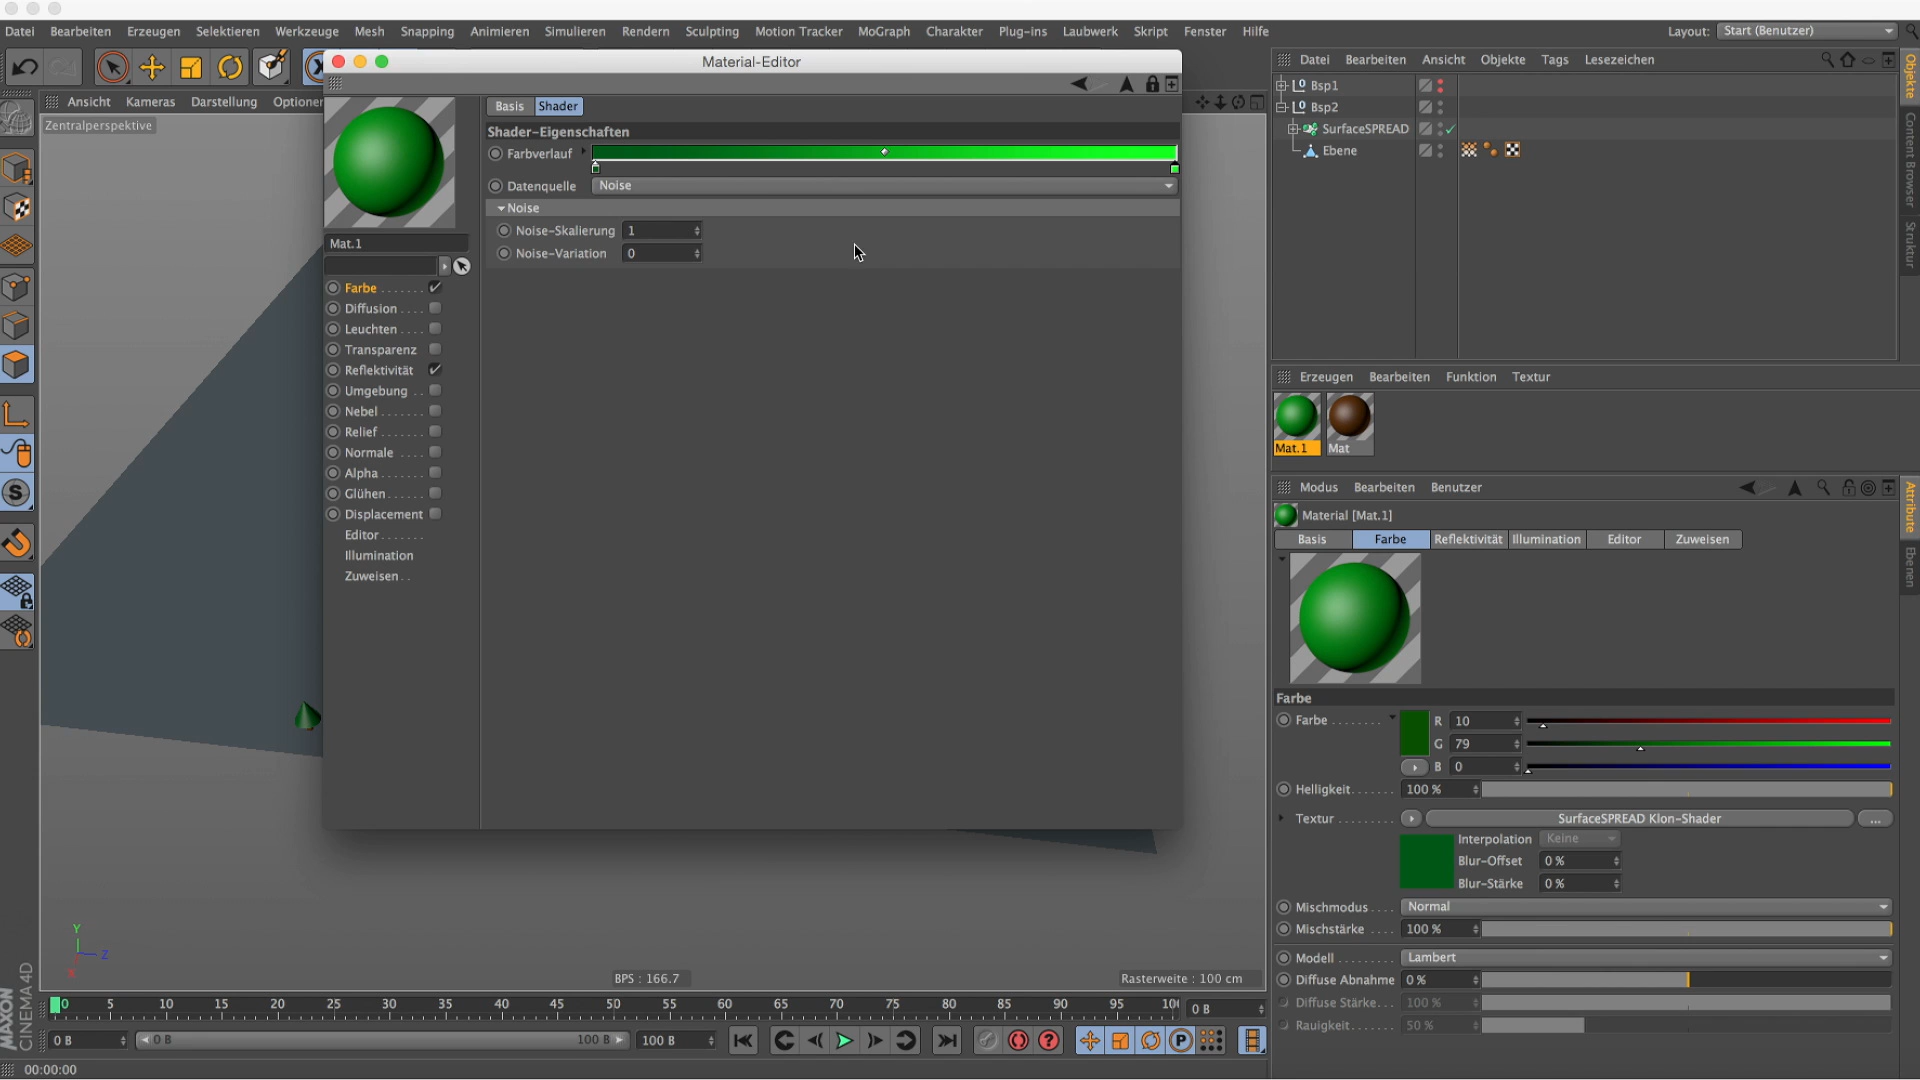 Datei Bearbeiten Erzeugen Selektieren Werkzeuge Mesh Snapping Animieren Simulieren Rendern Sculpting Motion Tracker MoGraph Charakter Plug-ins Laubwerk Skript Fenster Hilfe Layout: Start (Benutzer)
Material-Editor
Datei Bearbeiten Ansicht Objekte Tags Lesezeichen
Ansicht Kameras Darstellung Optionen
Zentralperspektive
Basis Shader
Shader-Eigenschaften
Farbverlauf
Datenquelle Noise
Noise
Noise-Skalierung 1
Noise-Variation 0
Mat.1
Farbe
Diffusion
Leuchten
Transparenz
Reflektivität
Umgebung
Nebel
Relief
Normale
Alpha
Glühen
Displacement
Editor
Illumination
Zuweisen
Bsp1
Bsp2
SurfaceSPREAD
Ebene
Objekte
Content Browser
Struktur
Erzeugen Bearbeiten Funktion Textur
Mat.1 Mat
Modus Bearbeiten Benutzer
Attribute
Ebenen
Material [Mat.1]
Basis Farbe Reflektivität Illumination Editor Zuweisen
Farbe
Farbe R 10
G 79
B 0
Helligkeit 100 %
Textur SurfaceSPREAD Klon-Shader ...
Interpolation Keine
Blur-Offset 0 %
Blur-Stärke 0 %
Mischmodus Normal
Mischstärke 100 %
Modell Lambert
Diffuse Abnahme 0 %
Diffuse Stärke 100 %
Rauigkeit 50 %
Y
Z
X
BPS : 166.7
Rasterweite : 100 cm
0 5 10 15 20 25 30 35 40 45 50 55 60 65 70 75 80 85 90 95 100 0 B
0 B 0 B 100 B 100 B
MAXON
CINEMA 4D
00:00:00